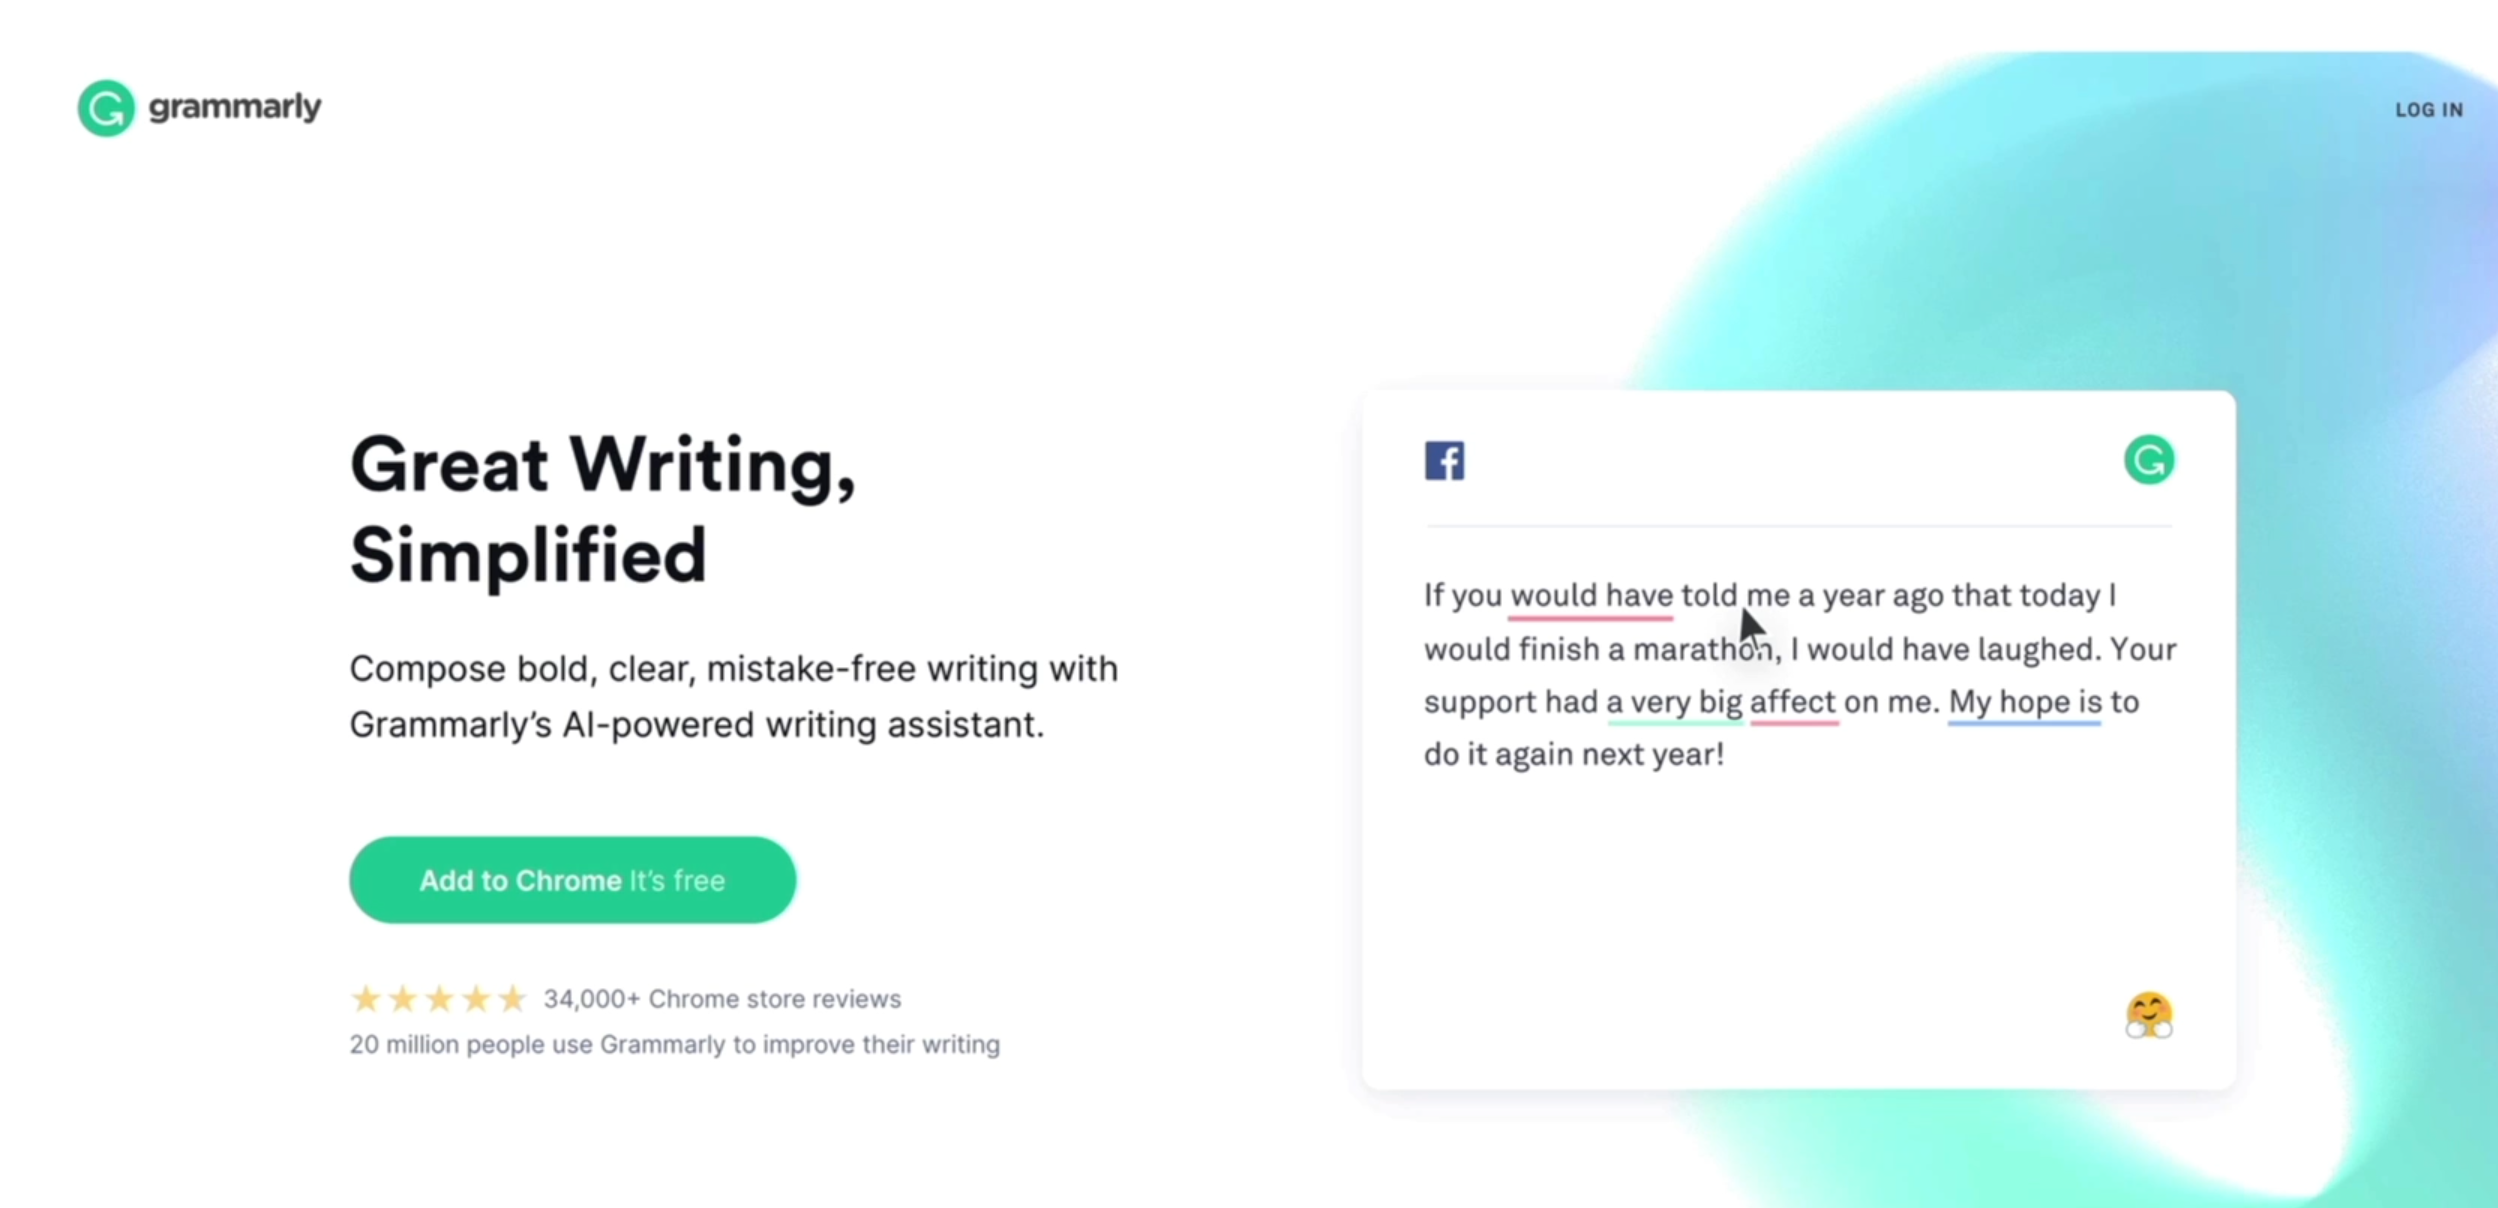 grammarly
LOG IN
Great Writing,
Simplified
Compose bold, clear, mistake-free writing with
Grammarly’s AI-powered writing assistant.
Add to Chrome It’s free
34,000+ Chrome store reviews
20 million people use Grammarly to improve their writing
If you would have told me a year ago that today I
would finish a marathon, I would have laughed. Your
support had a very big affect on me. My hope is to
do it again next year!